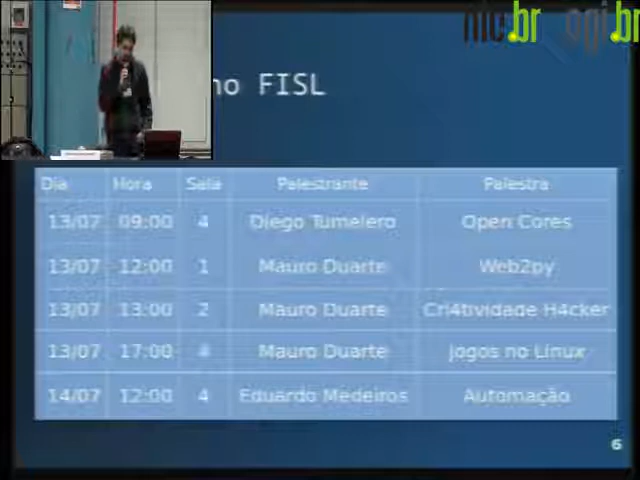 nic.br cgi.br
no FISL
Dia Hora Sala Palestrante Palestra
13/07 09:00 4 Diego Tumelero Open Cores
13/07 12:00 1 Mauro Duarte Web2py
13/07 13:00 2 Mauro Duarte Cri4tividade H4cker
13/07 17:00 Mauro Duarte Jogos no Linux
14/07 12:00 4 Eduardo Medeiros Automação
6